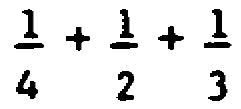 1/4 + 1/2 + 1/3